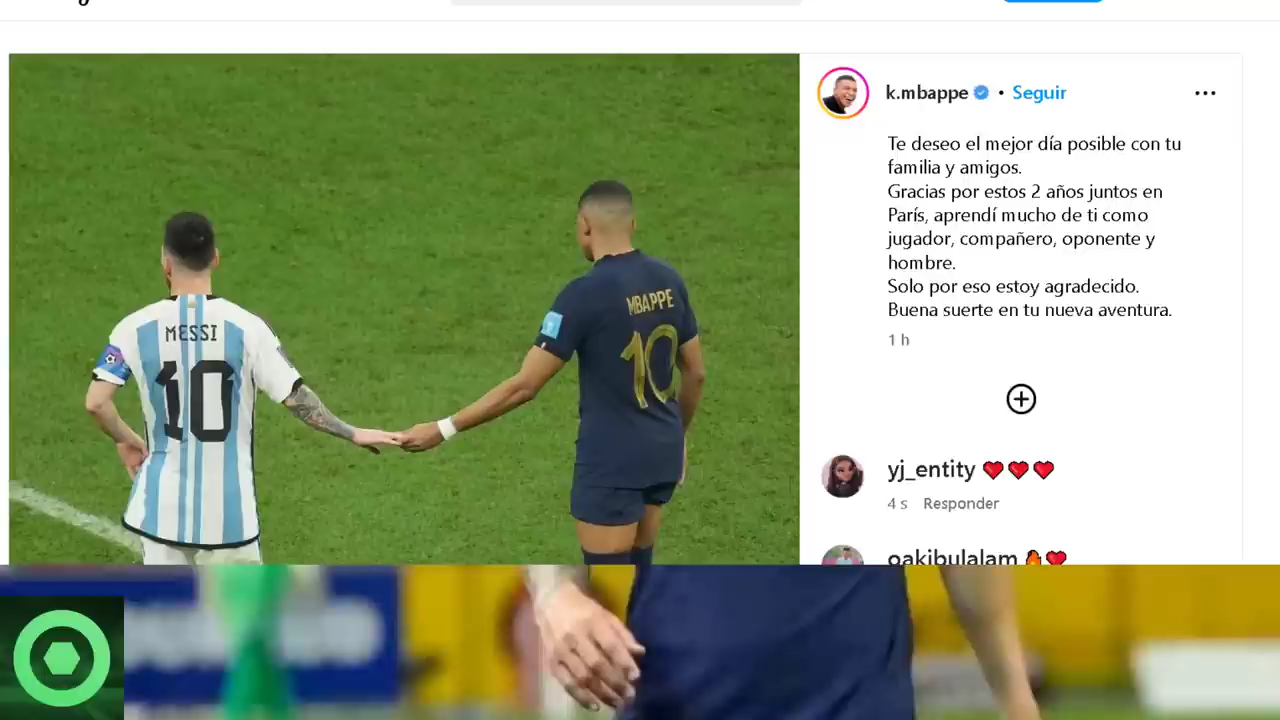 k.mbappe • Seguir
Te deseo el mejor día posible con tu
familia y amigos.
Gracias por estos 2 años juntos en
París, aprendí mucho de ti como
jugador, compañero, oponente y
hombre.
Solo por eso estoy agradecido.
Buena suerte en tu nueva aventura.
1 h
MESSI
10
MBAPPE
10
yj_entity
4 s Responder